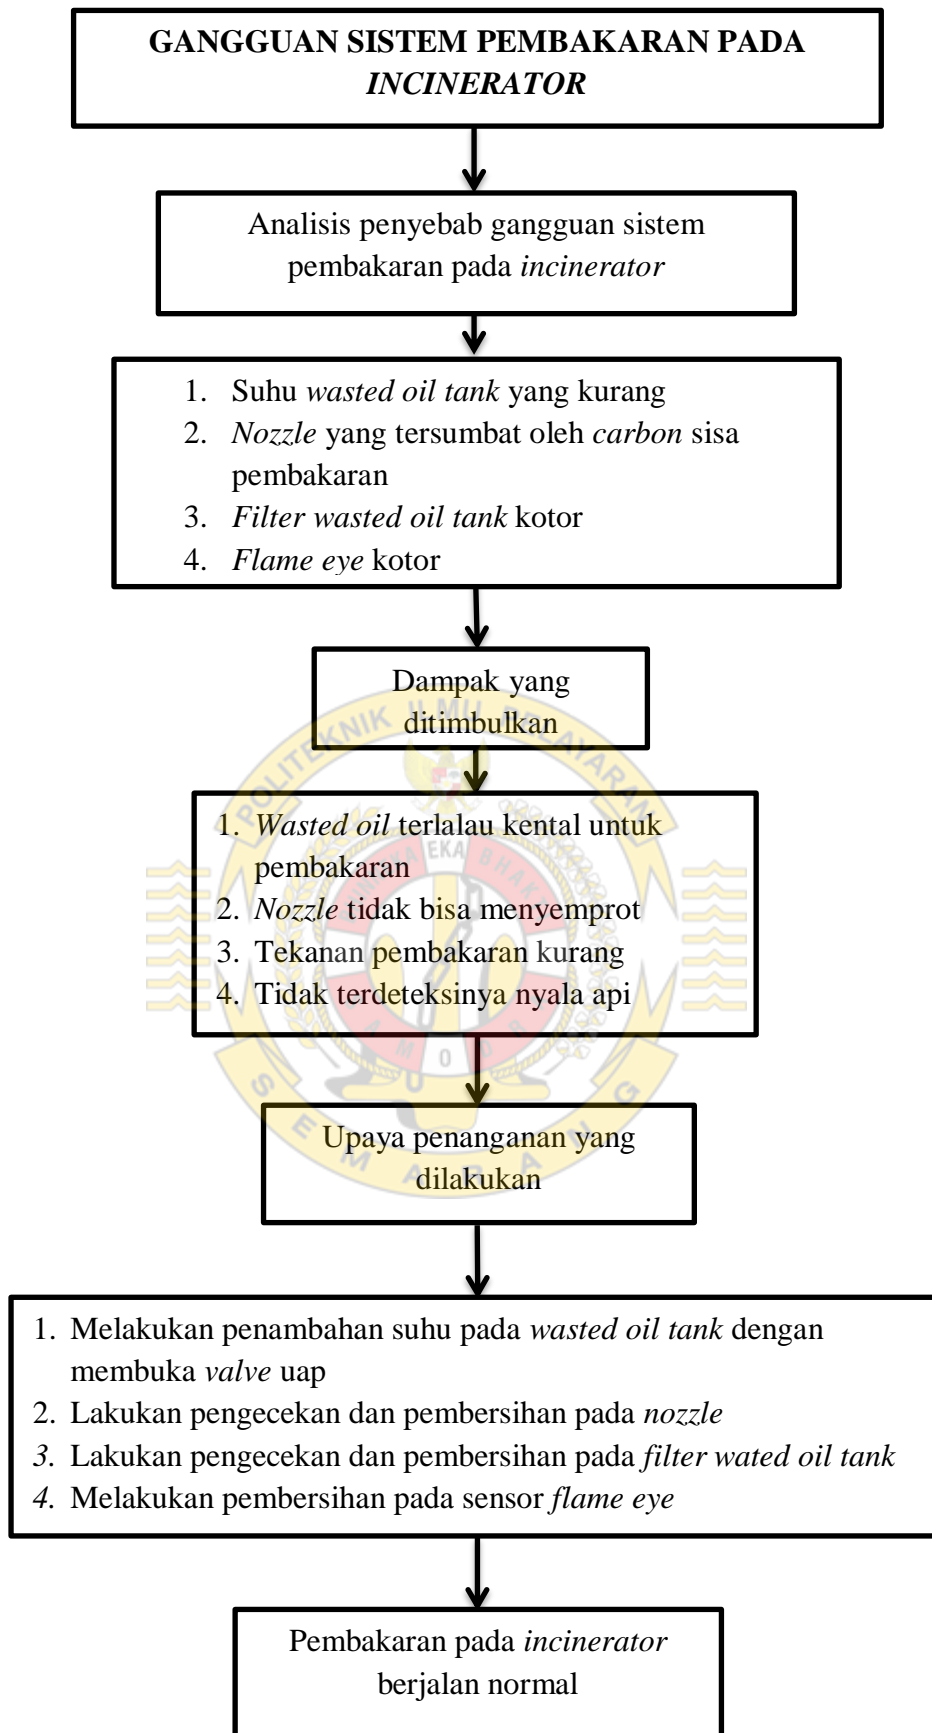 GANGGUAN SISTEM PEMBAKARAN PADA
INCINERATOR
Analisis penyebab gangguan sistem
pembakaran pada incinerator
1. Suhu wasted oil tank yang kurang
2. Nozzle yang tersumbat oleh carbon sisa
pembakaran
3. Filter wasted oil tank kotor
4. Flame eye kotor
Dampak yang
ditimbulkan
POLITEKNIK ILMU PELAYARAN
1. Wasted oil terlalau kental untuk
pembakaran
2. Nozzle tidak bisa menyemprot
3. Tekanan pembakaran kurang
4. Tidak terdeteksinya nyala api
EKA
SEMARANG
Upaya penanganan yang
dilakukan
1. Melakukan penambahan suhu pada wasted oil tank dengan
membuka valve uap
2. Lakukan pengecekan dan pembersihan pada nozzle
3. Lakukan pengecekan dan pembersihan pada filter wated oil tank
4. Melakukan pembersihan pada sensor flame eye
Pembakaran pada incinerator
berjalan normal